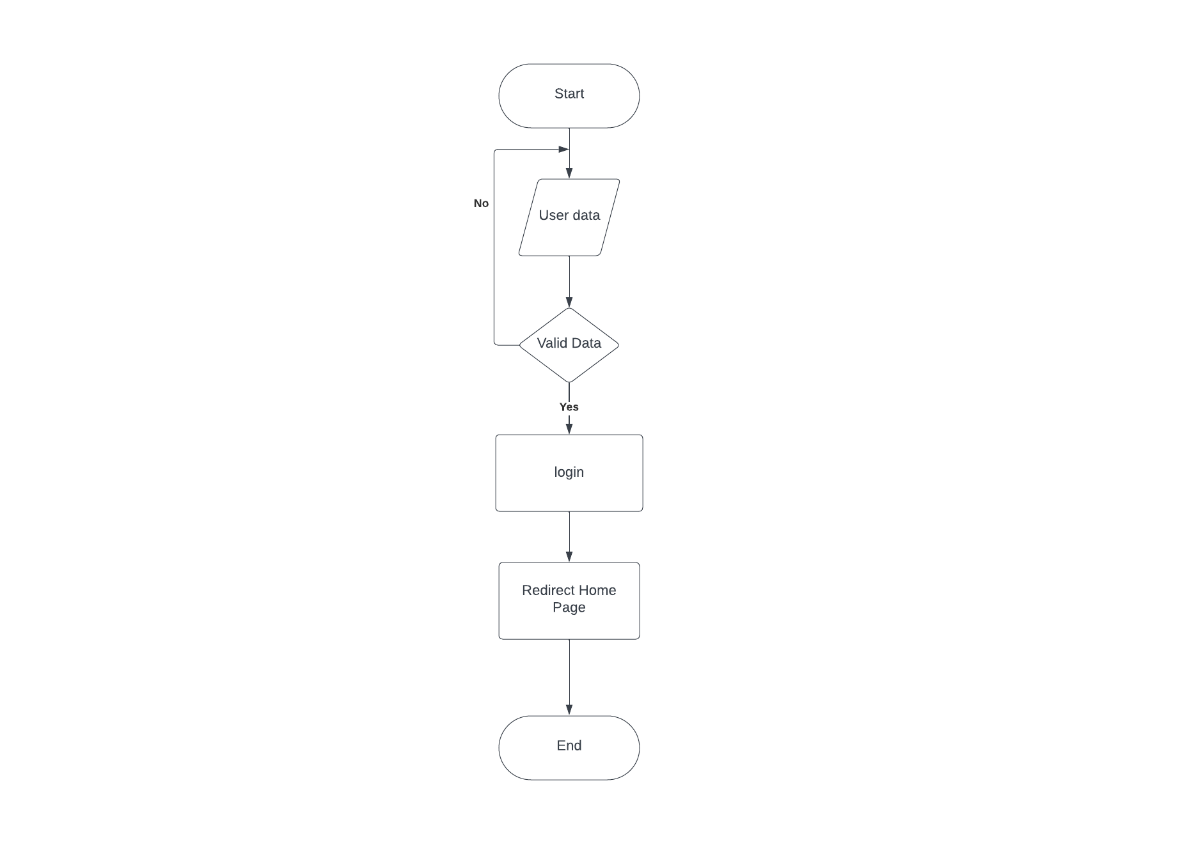 Start
No
User data
Valid Data
Yes
login
Redirect Home
Page
End